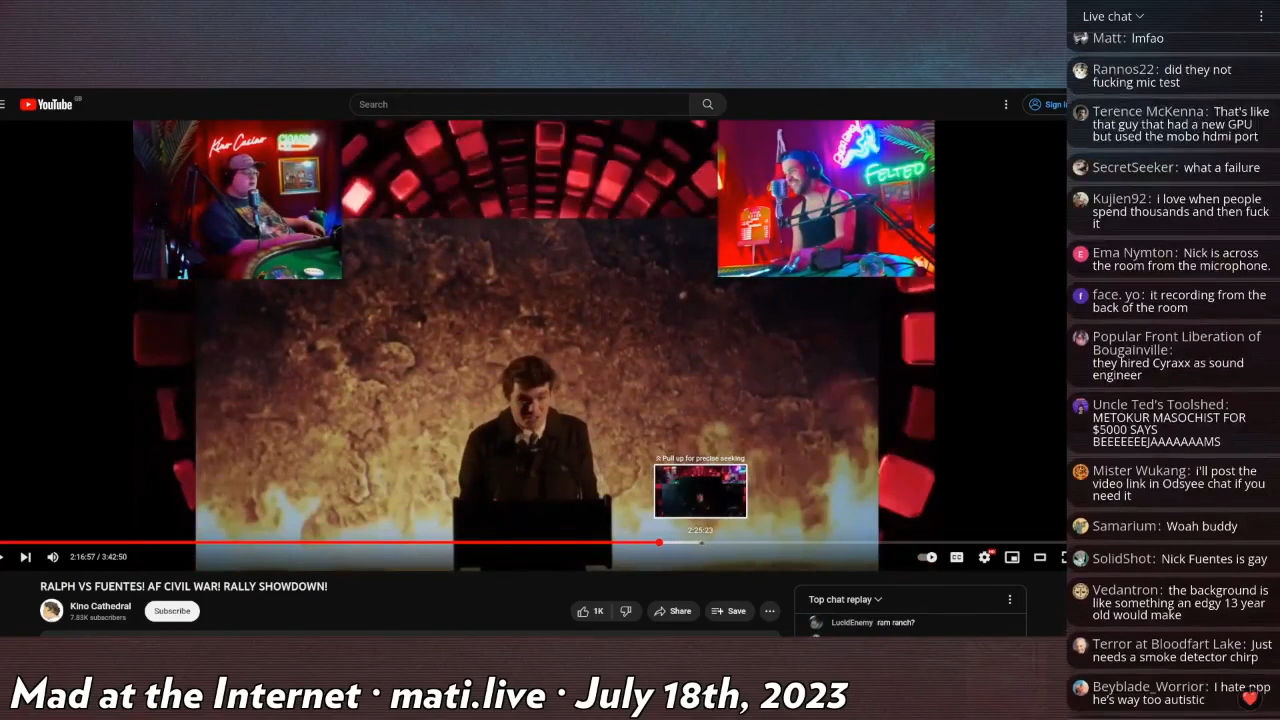 Live chat
Matt: lmfao
Rannos22: did they not
fucking mic test
Terence McKenna: That's like
that guy that had a new GPU
but used the mobo hdmi port
SecretSeeker: what a failure
Kujien92: i love when people
spend thousands and then fuck
it
Ema Nymton: Nick is across
the room from the microphone.
face. yo: it recording from the
back of the room
Popular Front Liberation of
Bougainville:
they hired Cyraxx as sound
engineer
Uncle Ted's Toolshed:
METOKUR MASOCHIST FOR
$5000 SAYS
BEEEEEEJAAAAAAAMS
Mister Wukang: i'll post the
video link in Odsyee chat if you
need it
Samarium: Woah buddy
SolidShot: Nick Fuentes is gay
Vedantron: the background is
like something an edgy 13 year
old would make
Terror at Bloodfart Lake: Just
needs a smoke detector chirp
Beyblade_Worrior: I hate ppp
he's way too autistic
YouTube GB
Search
Sign in
Kino Casino
FELTED
Pull up for precise seeking
2:25:23
2:16:57 / 3:42:50
CC
RALPH VS FUENTES! AF CIVIL WAR! RALLY SHOWDOWN!
Kino Cathedral
7.83K subscribers
Subscribe
1K
Share
Save
Top chat replay
LucidEnemy ram ranch?
Mad at the Internet · mati.live · July 18th, 2023